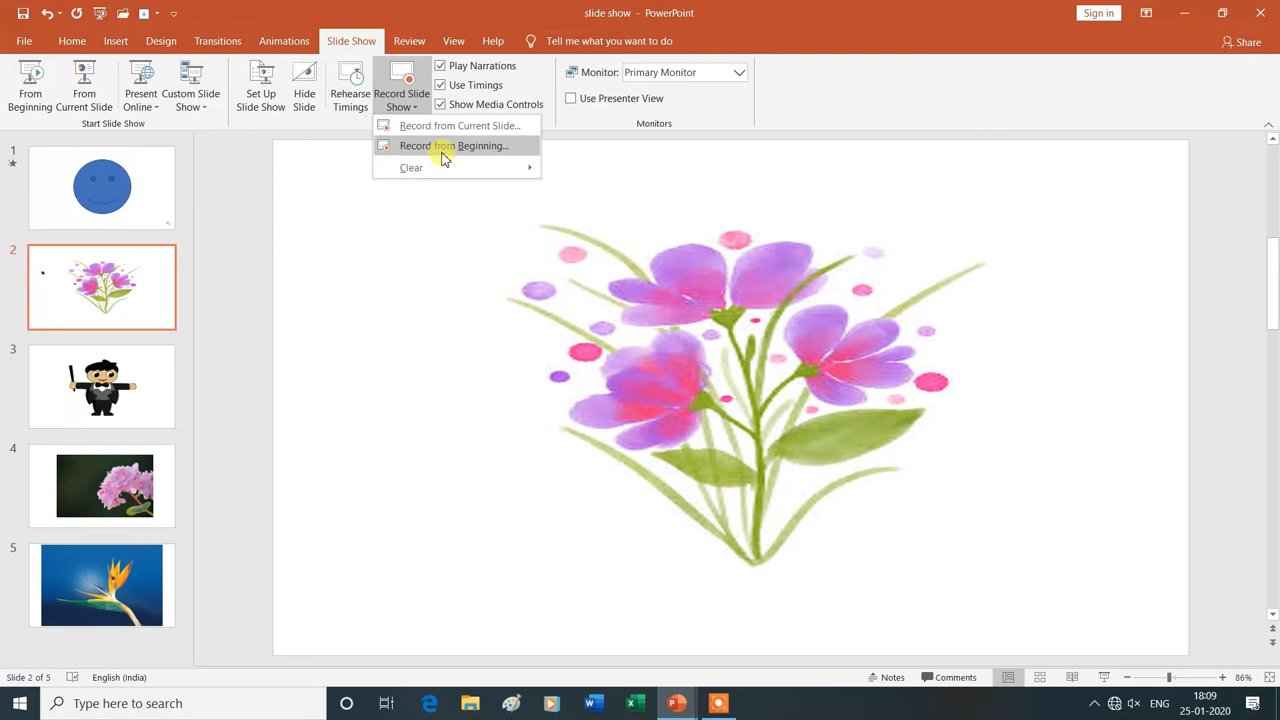 slide show - PowerPoint
Sign in
File Home Insert Design Transitions Animations Slide Show Review View Help Tell me what you want to do
Share
From Beginning
From Current Slide
Present Online
Custom Slide Show
Set Up Slide Show
Hide Slide
Rehearse Timings
Record Slide Show
Play Narrations
Use Timings
Show Media Controls
Monitor: Primary Monitor
Use Presenter View
Start Slide Show
Monitors
Record from Current Slide...
Record from Beginning...
Clear
1
2
3
4
5
Slide 2 of 5
English (India)
Notes
Comments
86%
Type here to search
ENG
18:09
25-01-2020